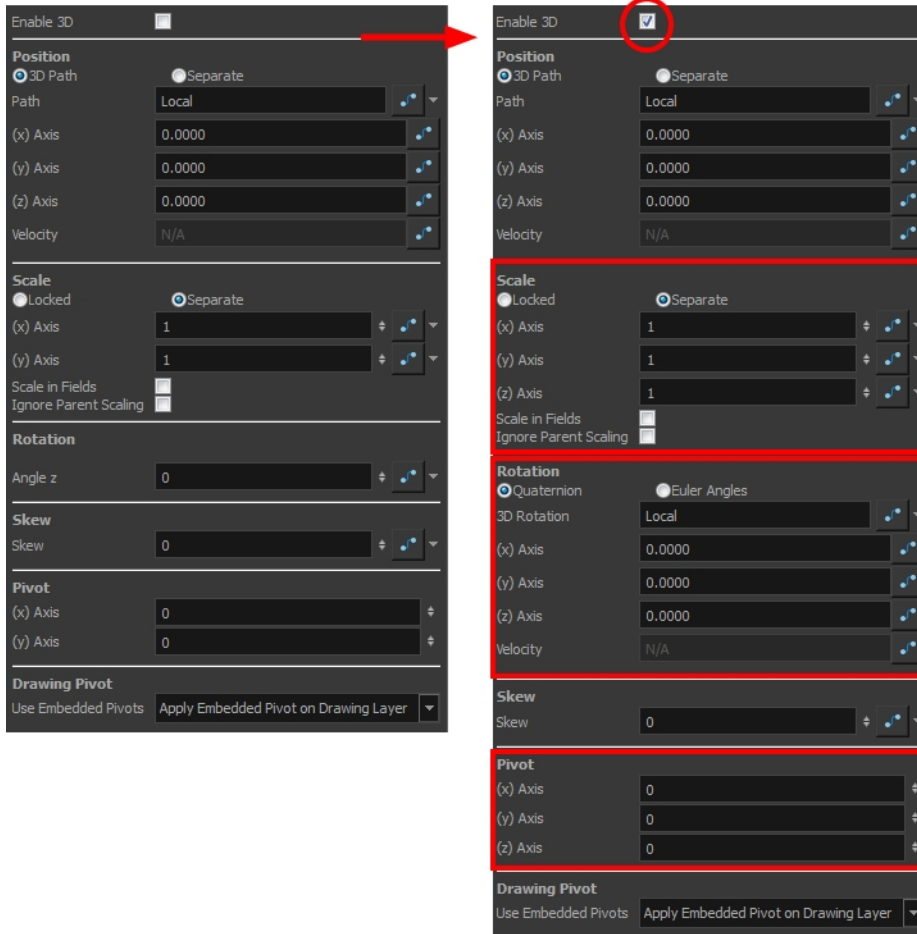 Enable 3D
Position
3D Path Separate
Path Local
(x) Axis 0.0000
(y) Axis 0.0000
(z) Axis 0.0000
Velocity N/A
Scale
Locked Separate
(x) Axis 1
(y) Axis 1
Scale in Fields
Ignore Parent Scaling
Rotation
Angle z 0
Skew
Skew 0
Pivot
(x) Axis 0
(y) Axis 0
Drawing Pivot
Use Embedded Pivots Apply Embedded Pivot on Drawing Layer
Enable 3D
Position
3D Path Separate
Path Local
(x) Axis 0.0000
(y) Axis 0.0000
(z) Axis 0.0000
Velocity N/A
Scale
Locked Separate
(x) Axis 1
(y) Axis 1
(z) Axis 1
Scale in Fields
Ignore Parent Scaling
Rotation
Quaternion Euler Angles
3D Rotation Local
(x) Axis 0.0000
(y) Axis 0.0000
(z) Axis 0.0000
Velocity N/A
Skew
Skew 0
Pivot
(x) Axis 0
(y) Axis 0
(z) Axis 0
Drawing Pivot
Use Embedded Pivots Apply Embedded Pivot on Drawing Layer